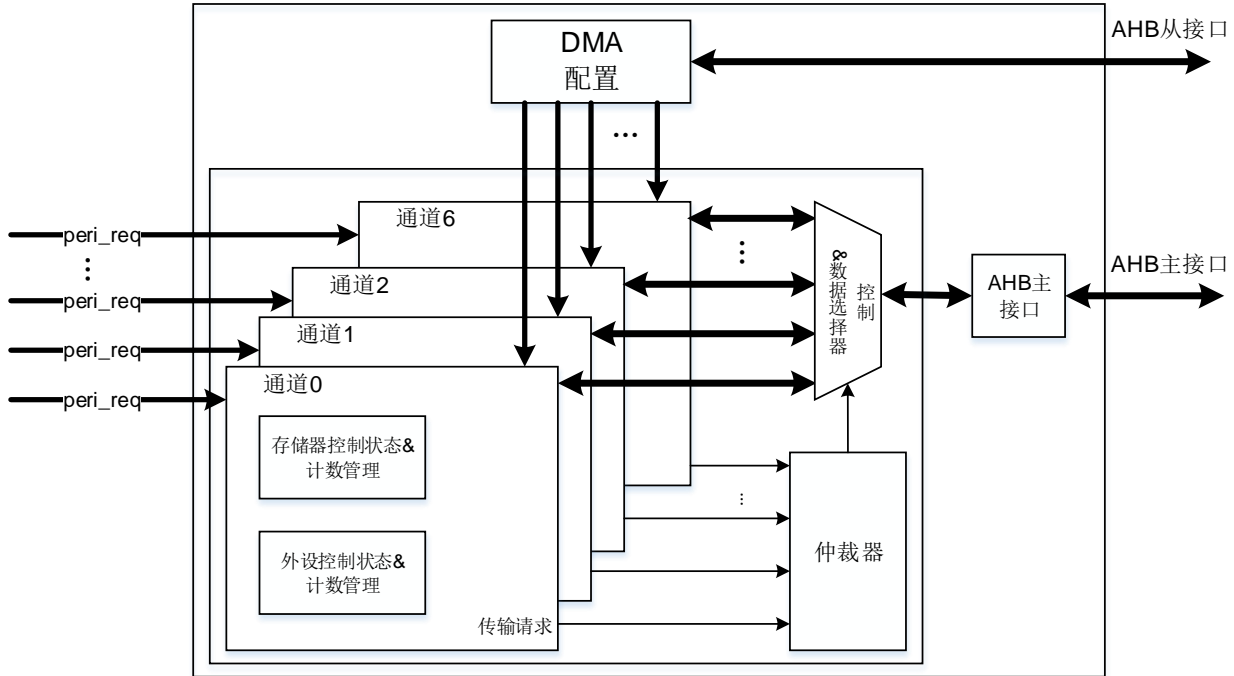 DMA
配置
AHB从接口
...
通道6
peri_req
...
通道2
peri_req
通道1
peri_req
通道0
peri_req
...
控制
&数据选择器
AHB主
接口
AHB主接口
存储器控制状态&
计数管理
...
外设控制状态&
计数管理
仲裁器
传输请求